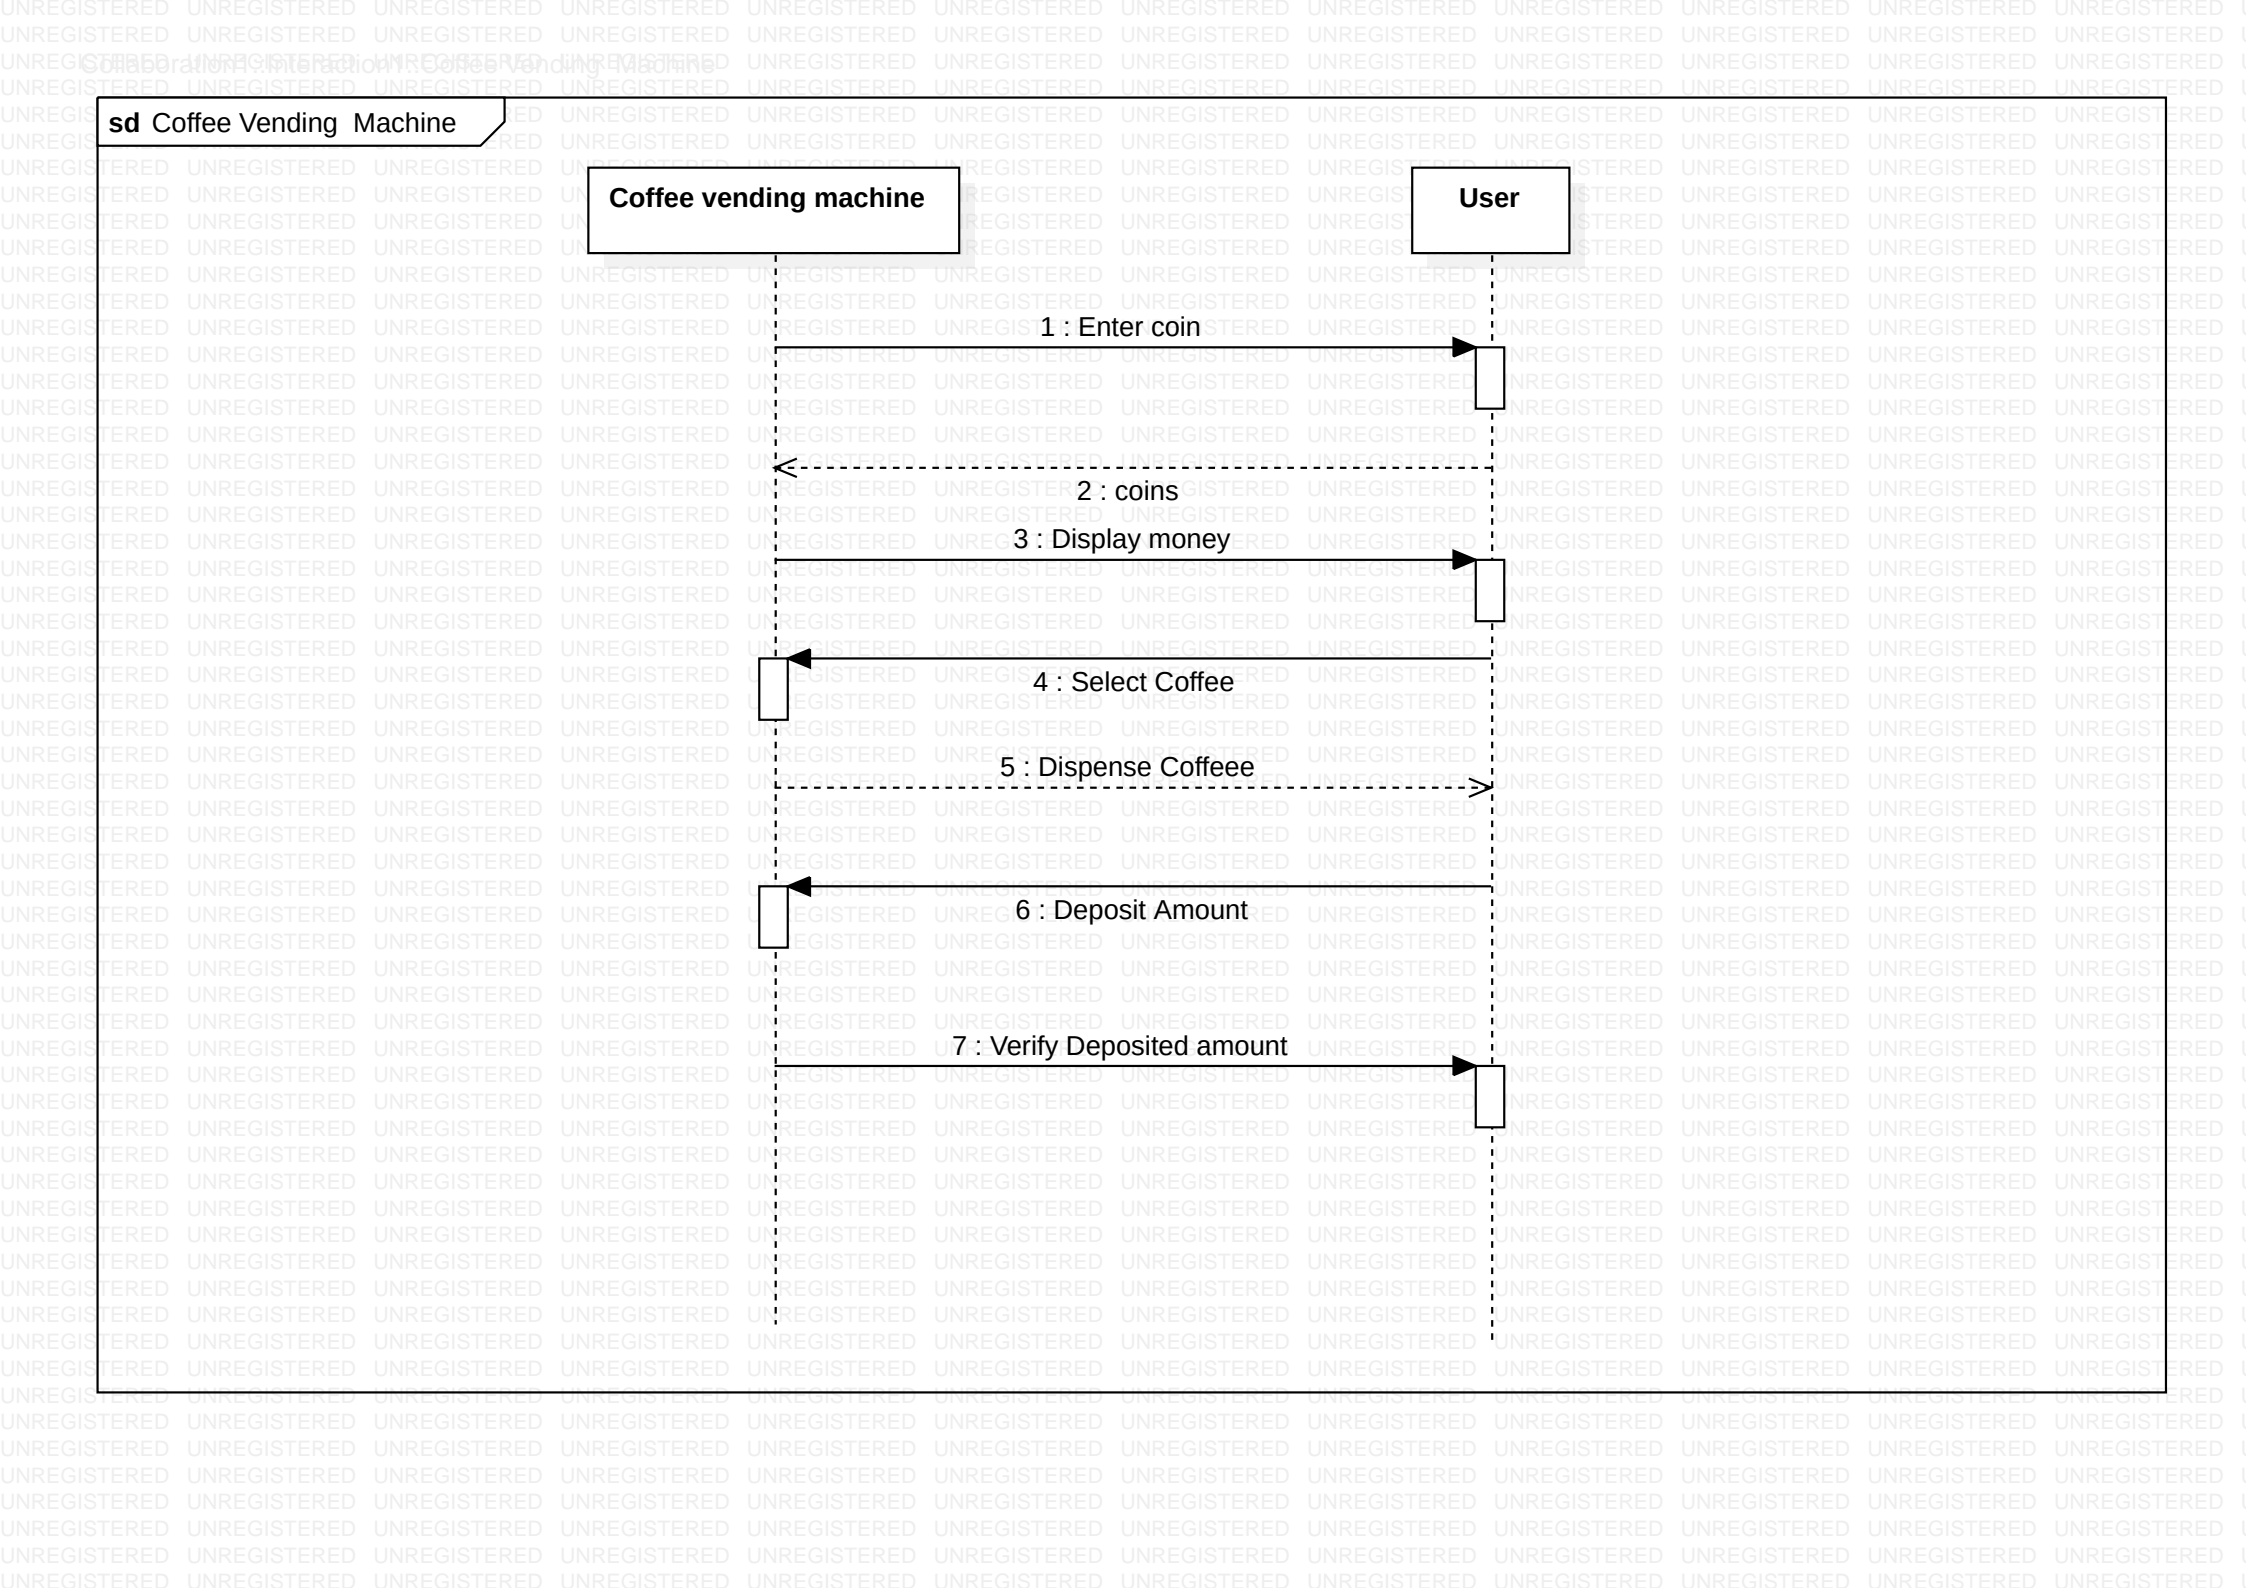 Collaboration1::Interaction1::Coffee Vending  Machine
sd Coffee Vending  Machine
Coffee vending machine
User
1 : Enter coin
2 : coins
3 : Display money
4 : Select Coffee
5 : Dispense Coffeee
6 : Deposit Amount
7 : Verify Deposited amount
UNREGISTERED